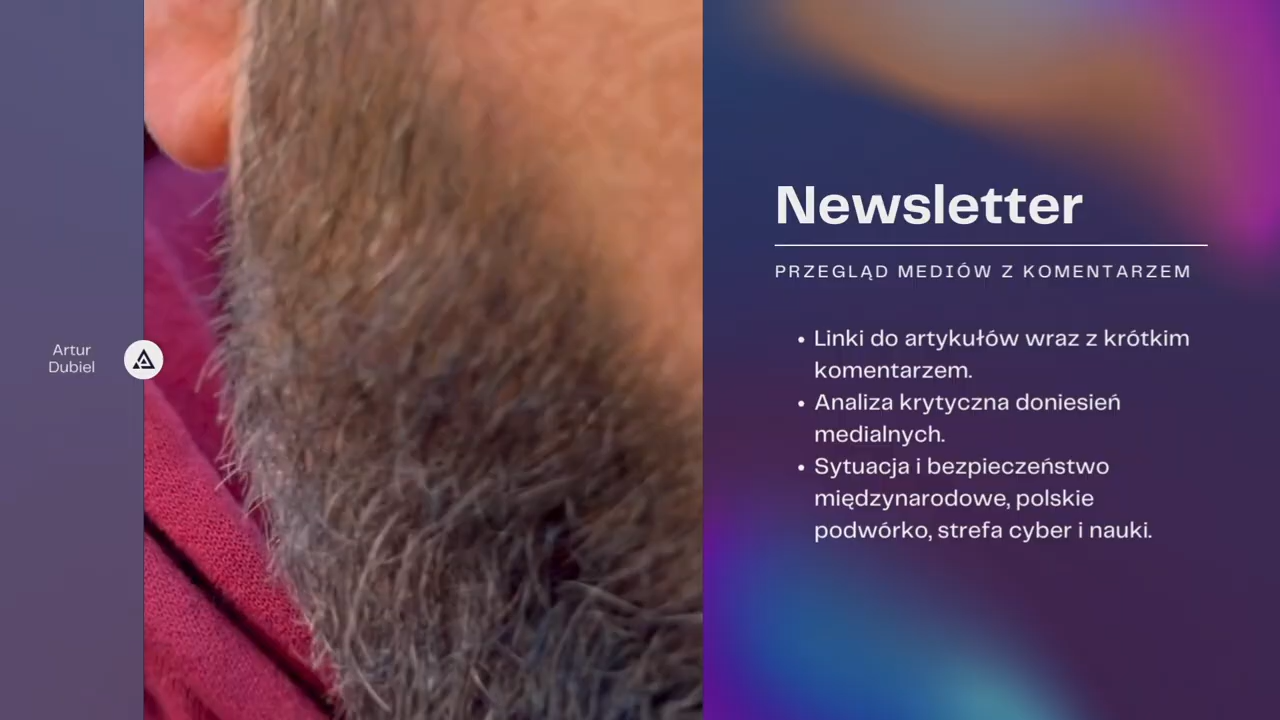 Artur
Dubiel
Newsletter
PRZEGLĄD MEDIÓW Z KOMENTARZEM
• Linki do artykułów wraz z krótkim
komentarzem.
• Analiza krytyczna doniesień
medialnych.
• Sytuacja i bezpieczeństwo
międzynarodowe, polskie
podwórko, strefa cyber i nauki.